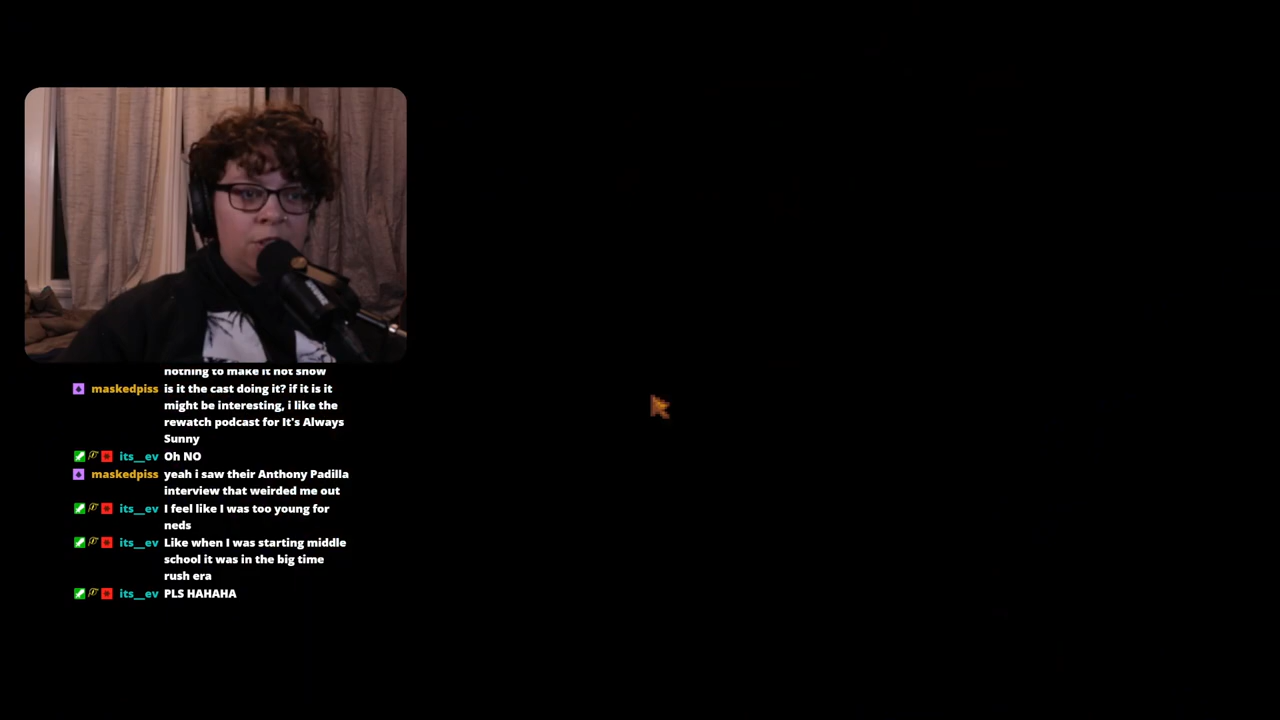 nothing to make it not show
maskedpiss is it the cast doing it? if it is it
might be interesting, i like the
rewatch podcast for It's Always
Sunny
its__ev Oh NO
maskedpiss yeah i saw their Anthony Padilla
interview that weirded me out
its__ev I feel like I was too young for
neds
its__ev Like when I was starting middle
school it was in the big time
rush era
its__ev PLS HAHAHA